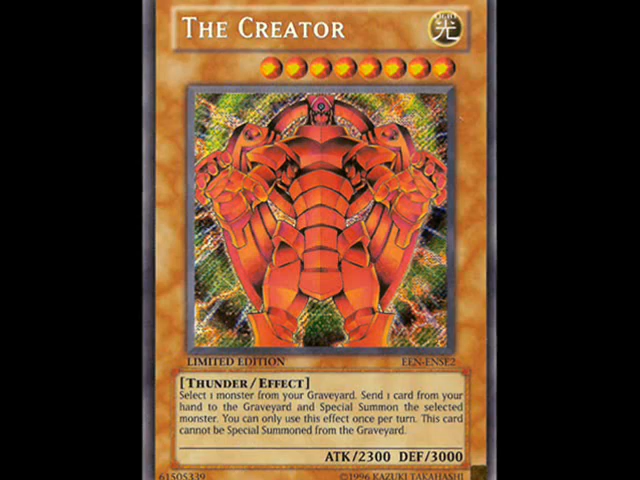 THE CREATOR
光
LIMITED EDITION EEN-ENSE2
[THUNDER/EFFECT]
Select 1 monster from your Graveyard. Send 1 card from your
hand to the Graveyard and Special Summon the selected
monster. You can only use this effect once per turn. This card
cannot be Special Summoned from the Graveyard.
ATK/2300 DEF/3000
61505339 ©1996 KAZUKI TAKAHASHI